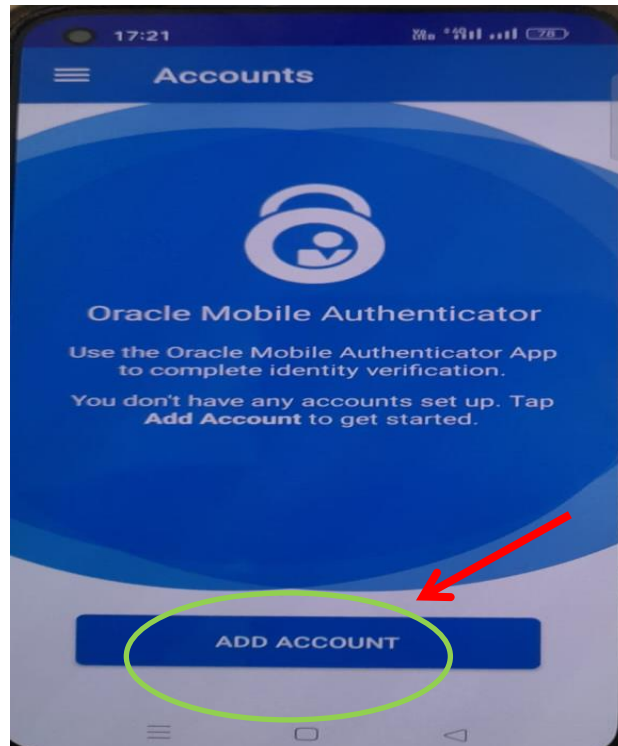 17:21
78
Accounts
Oracle Mobile Authenticator
Use the Oracle Mobile Authenticator App
to complete identity verification.
You don't have any accounts set up. Tap
Add Account to get started.
ADD ACCOUNT